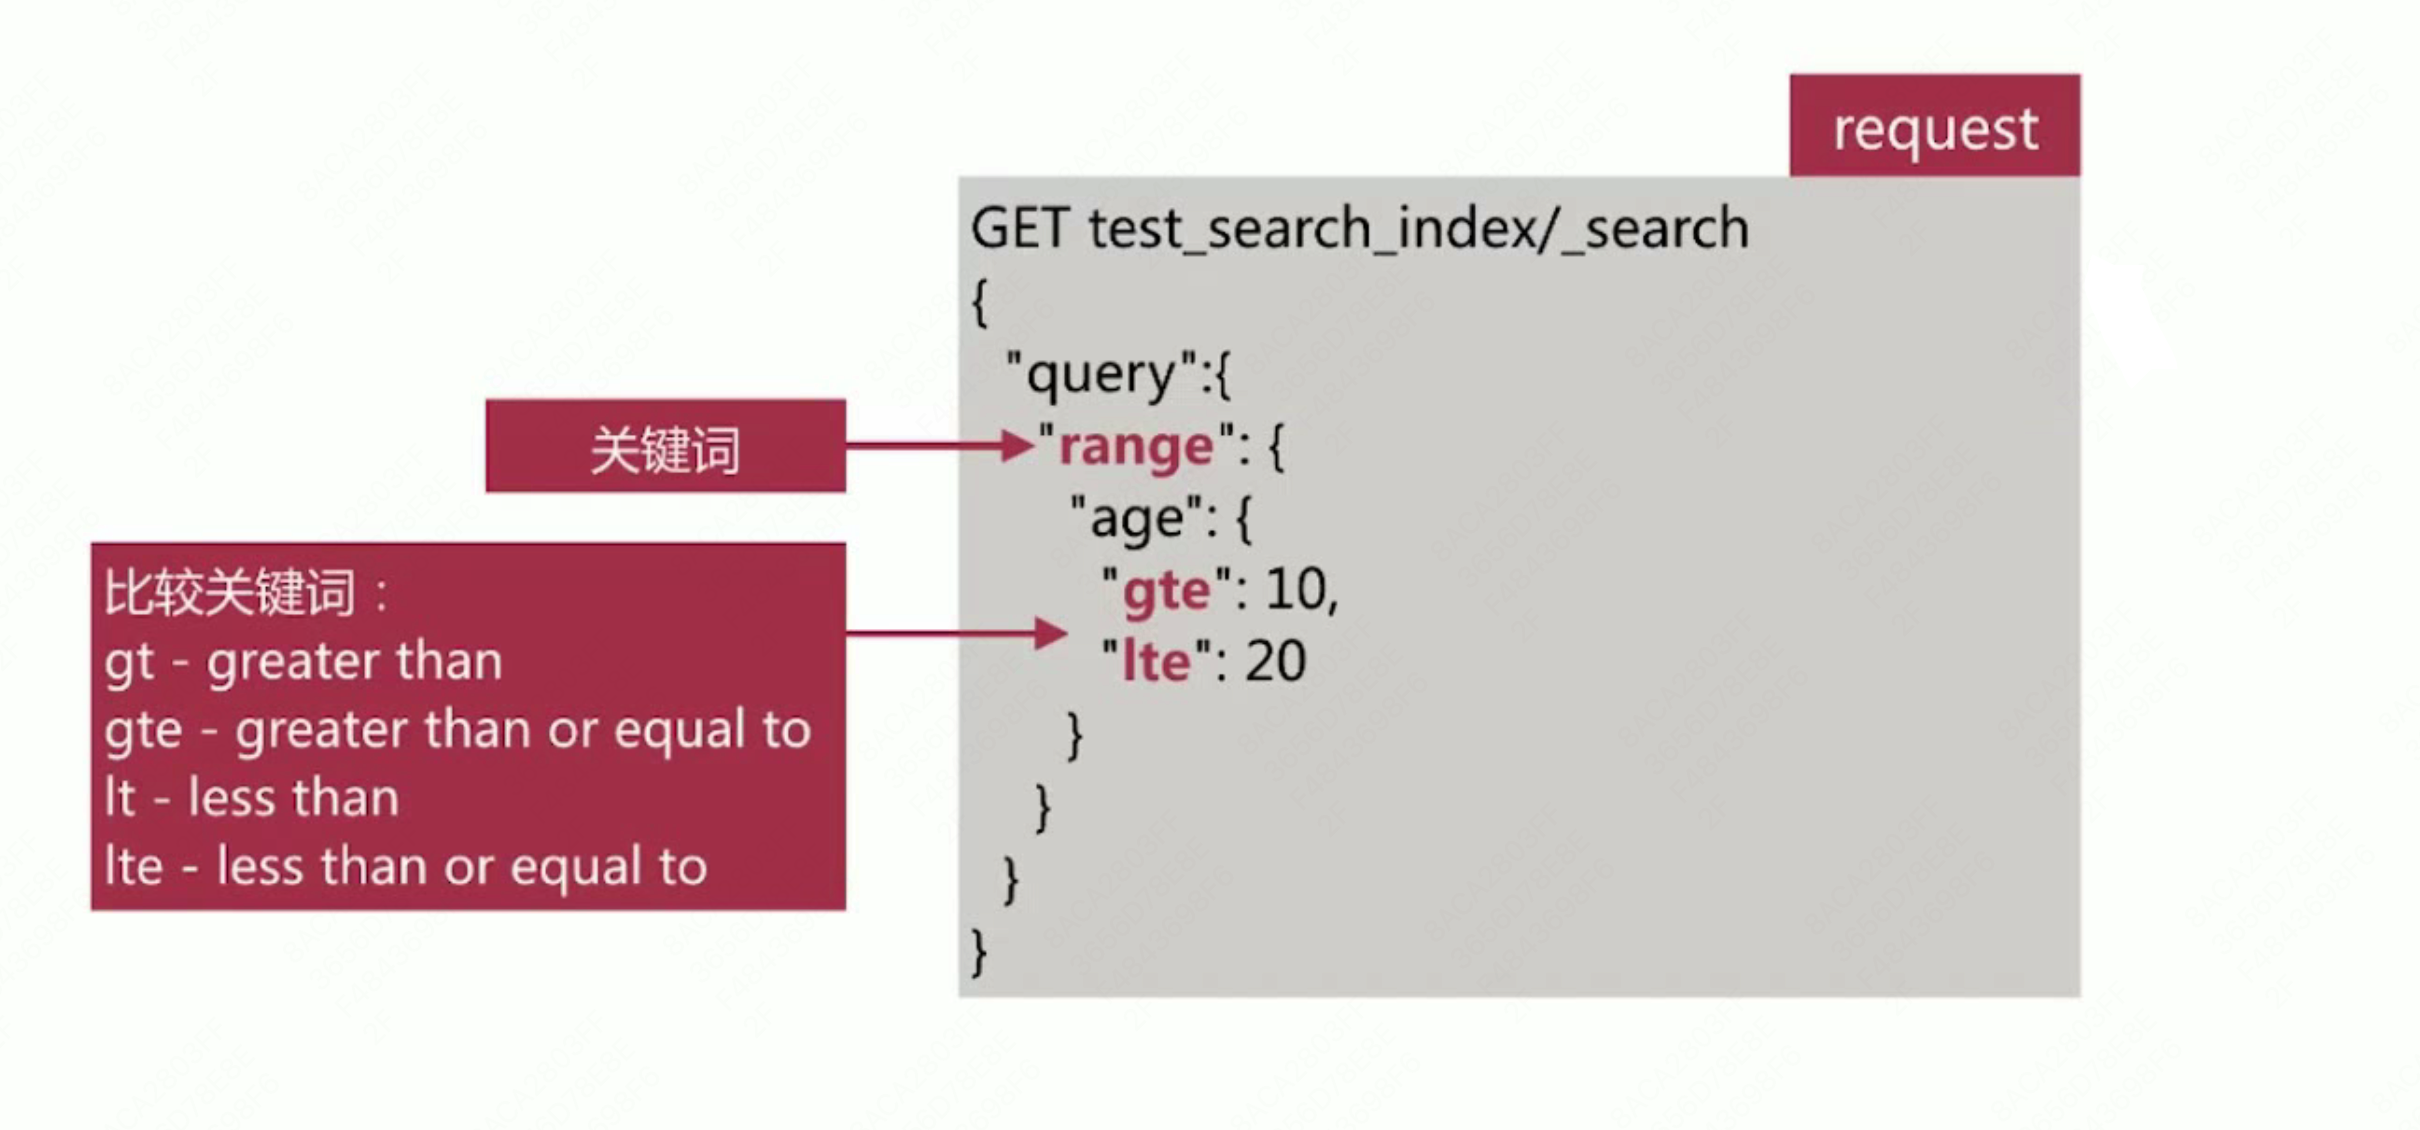 request
GET test_search_index/_search
{
"query":{
关键词
"range": {
"age": {
"gte": 10,
"lte": 20
}
}
}
}
比较关键词：
gt - greater than
gte - greater than or equal to
lt - less than
lte - less than or equal to